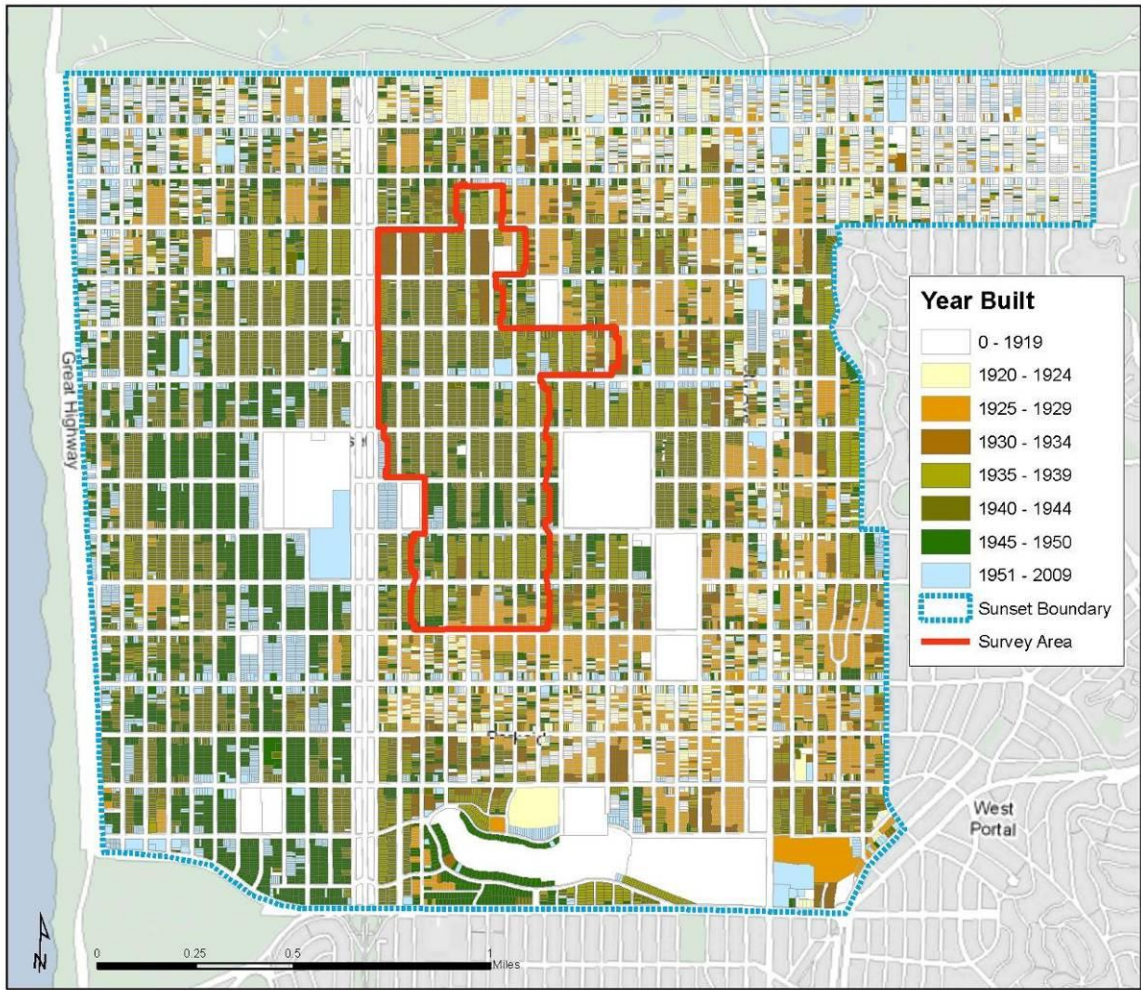 Great Highway
Year Built
0 - 1919
1920 - 1924
1925 - 1929
1930 - 1934
1935 - 1939
1940 - 1944
1945 - 1950
1951 - 2009
Sunset Boundary
Survey Area
West
Portal
N
0
0.25
0.5
1
Miles